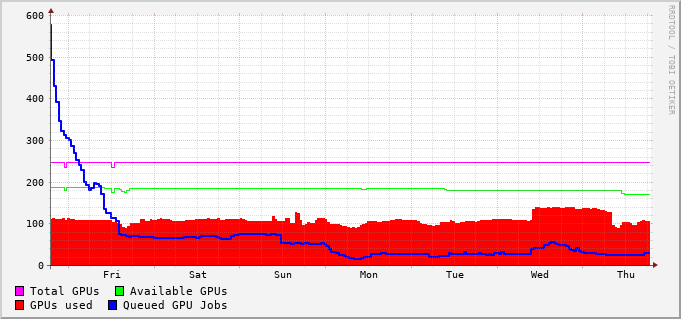 600
500
400
300
200
100
0
Fri Sat Sun Mon Tue Wed Thu
Total GPUs Available GPUs
GPUs used Queued GPU Jobs
RRDTOOL / TOBI OETIKER